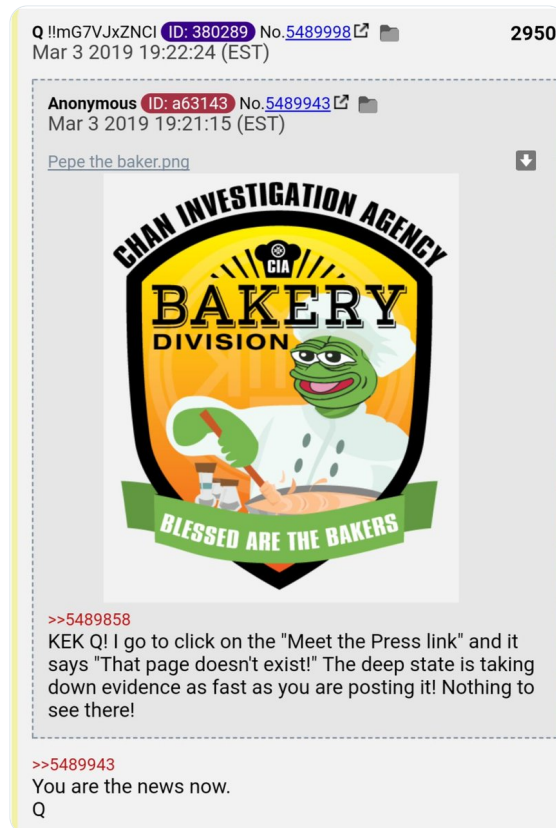 Q !!mG7VJxZNCI ID: 380289 No.5489998 2950
Mar 3 2019 19:22:24 (EST)
Anonymous ID: a63143 No.5489943
Mar 3 2019 19:21:15 (EST)
Pepe the baker.png
CHAN INVESTIGATION AGENCY
CIA
BAKERY
DIVISION
BLESSED ARE THE BAKERS
>>5489858
KEK Q! I go to click on the "Meet the Press link" and it
says "That page doesn't exist!" The deep state is taking
down evidence as fast as you are posting it! Nothing to
see there!
>>5489943
You are the news now.
Q